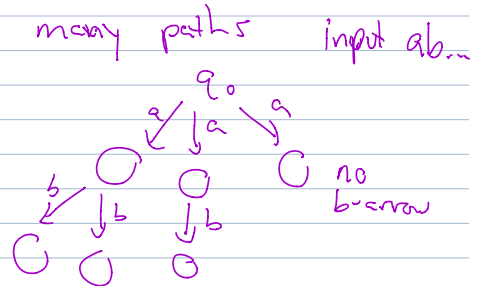 many paths input ab...
q0
a a a
no
b-arrow
b b b